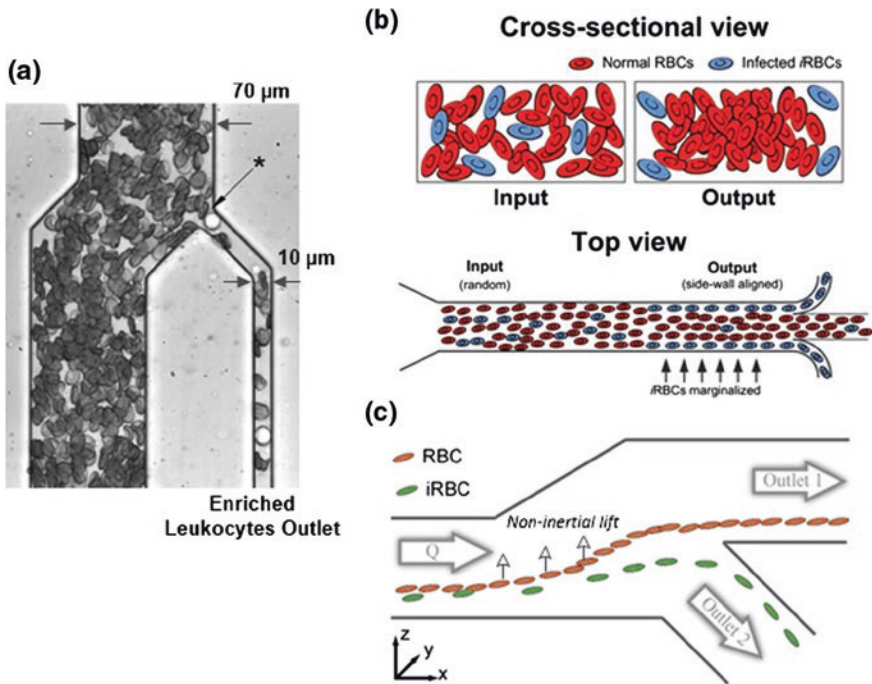 (a)
70 µm
*
10 µm
Enriched
Leukocytes Outlet
(b)
Cross-sectional view
Normal RBCs
Infected iRBCs
Input
Output
Top view
Input
(random)
Output
(side-wall aligned)
iRBCs marginalized
(c)
RBC
iRBC
Non-inertial lift
Q
Outlet 1
Outlet 2
z
y
x